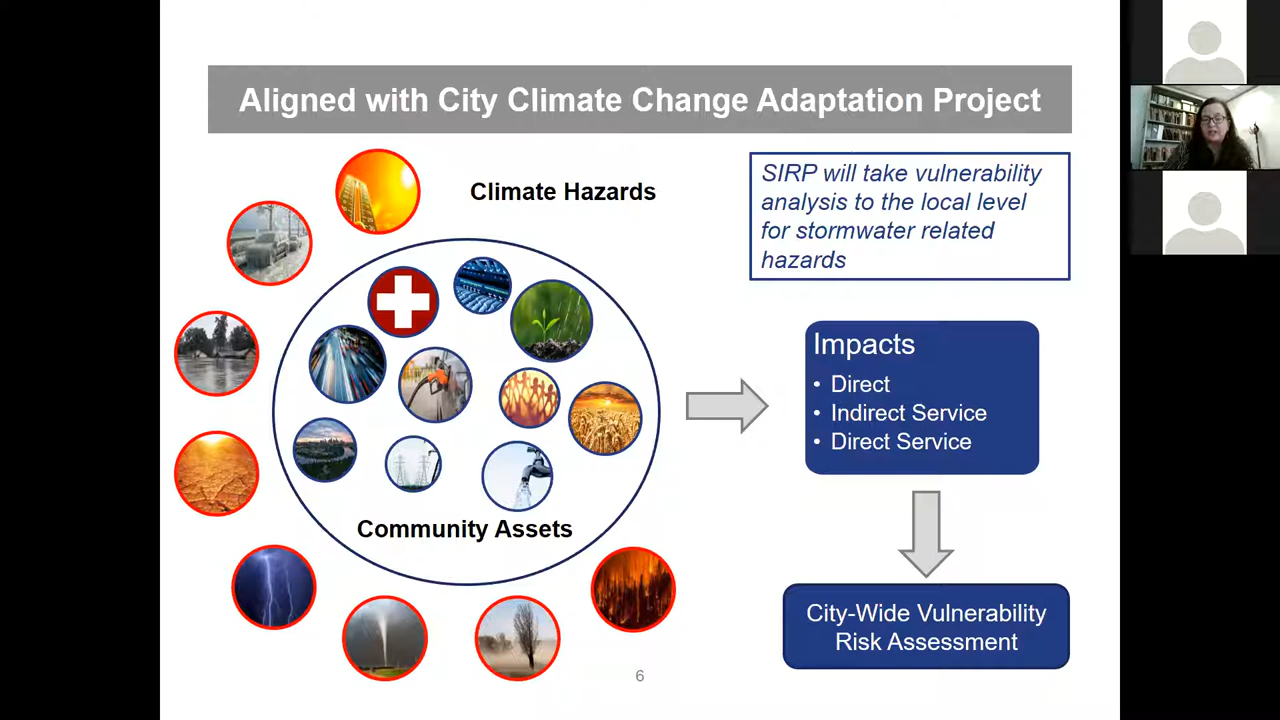 Aligned with City Climate Change Adaptation Project
Climate Hazards
SIRP will take vulnerability
analysis to the local level
for stormwater related
hazards
Impacts
• Direct
• Indirect Service
• Direct Service
Community Assets
City-Wide Vulnerability
Risk Assessment
6